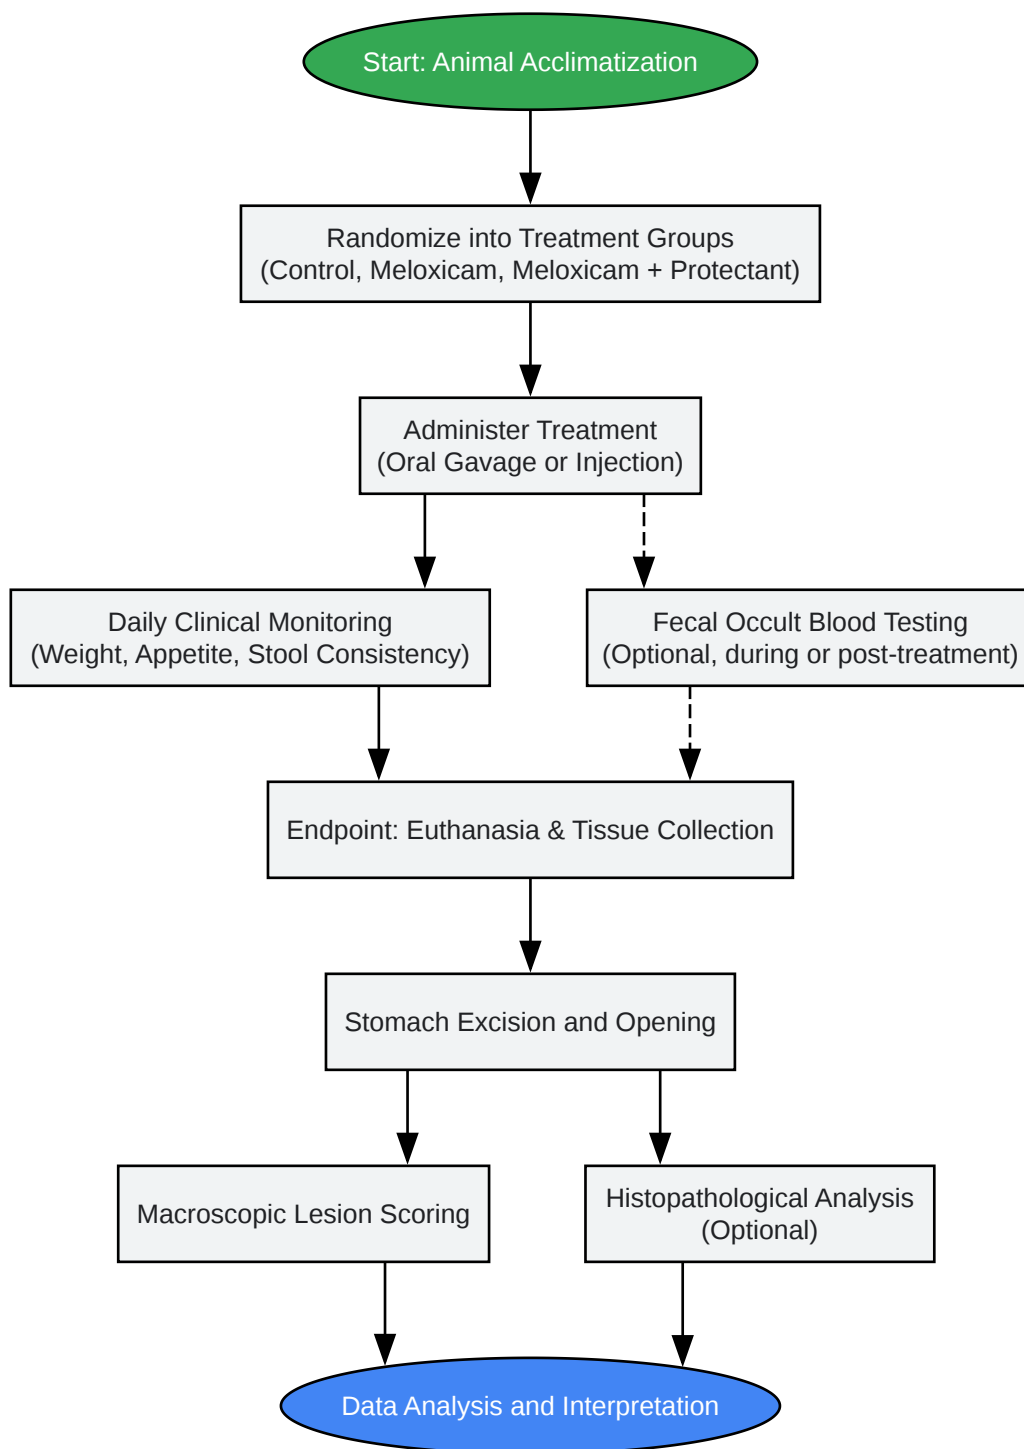 Start: Animal Acclimatization
Randomize into Treatment Groups
(Control, Meloxicam, Meloxicam + Protectant)
Administer Treatment
(Oral Gavage or Injection)
Daily Clinical Monitoring
(Weight, Appetite, Stool Consistency)
Fecal Occult Blood Testing
(Optional, during or post-treatment)
Endpoint: Euthanasia & Tissue Collection
Stomach Excision and Opening
Macroscopic Lesion Scoring
Histopathological Analysis
(Optional)
Data Analysis and Interpretation